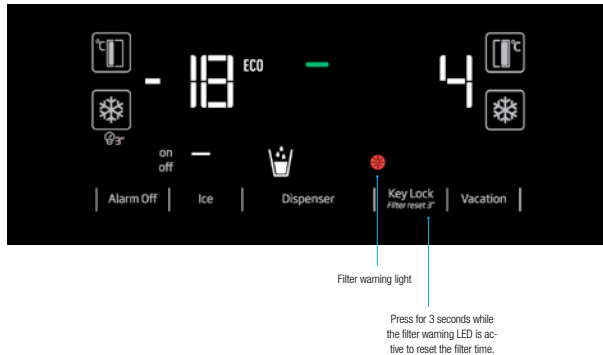 °C
°C
-18 ECO
4
3"
on
off
Alarm Off Ice Dispenser Key Lock Vacation
Filter reset 3"
Filter warning light
Press for 3 seconds while
the filter warning LED is ac-
tive to reset the filter time.